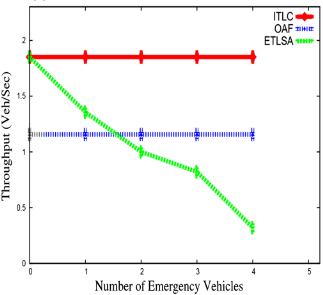 ITLC
OAF
ETLSA
2
1.5
1
0.5
0
0 1 2 3 4 5
Throughput (Veh/Sec)
Number of Emergency Vehicles